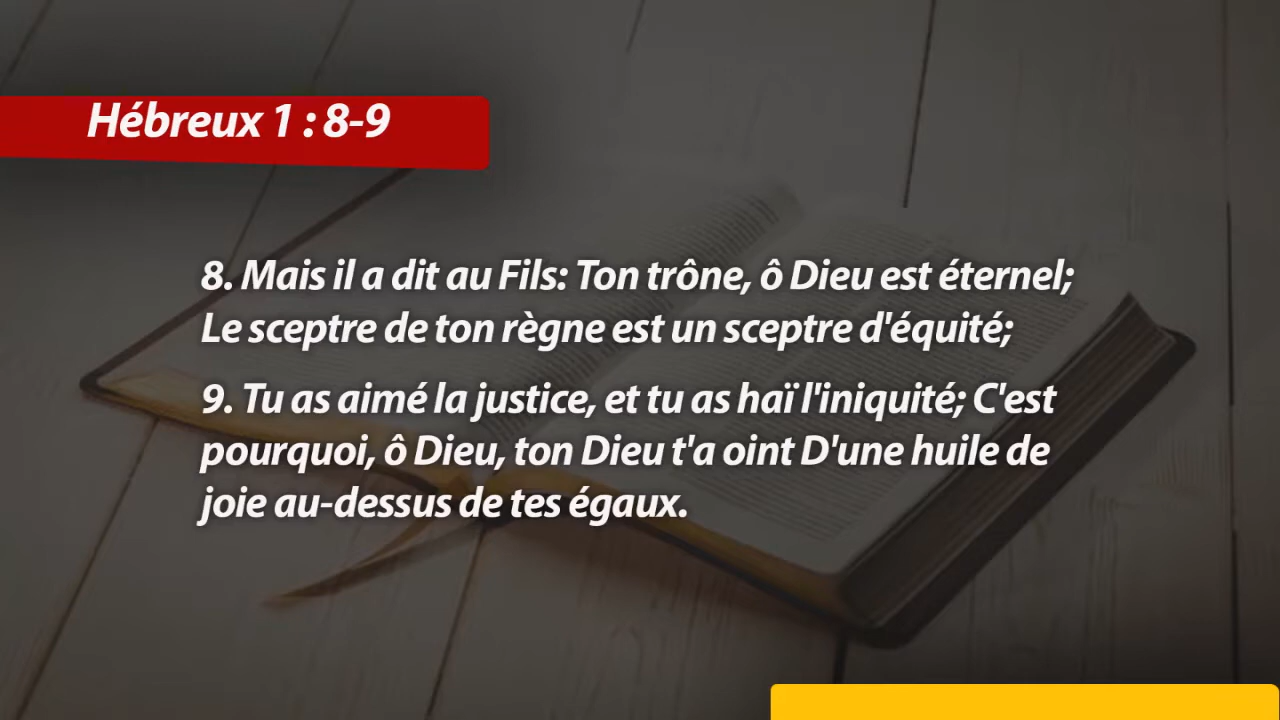 Hébreux 1 : 8-9
8. Mais il a dit au Fils: Ton trône, ô Dieu est éternel;
Le sceptre de ton règne est un sceptre d'équité;
9. Tu as aimé la justice, et tu as haï l'iniquité; C'est
pourquoi, ô Dieu, ton Dieu t'a oint D'une huile de
joie au-dessus de tes égaux.